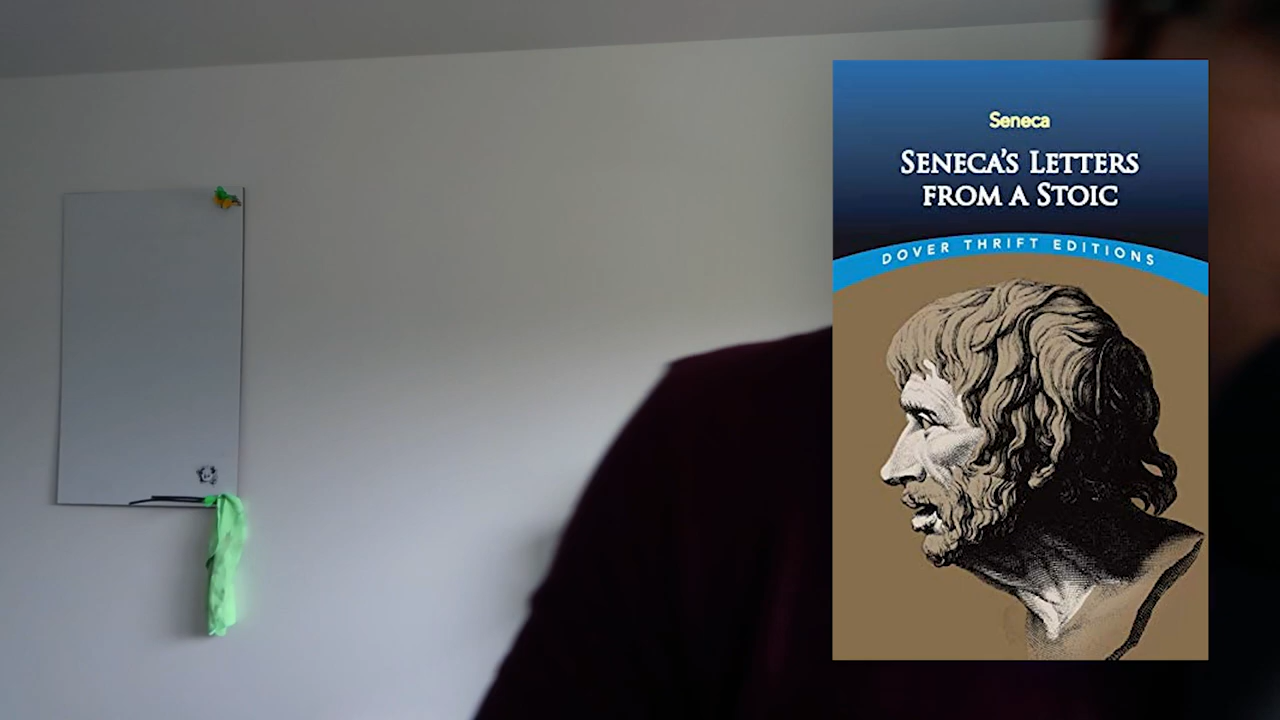 Seneca
SENECA'S LETTERS
FROM A STOIC
DOVER THRIFT EDITIONS